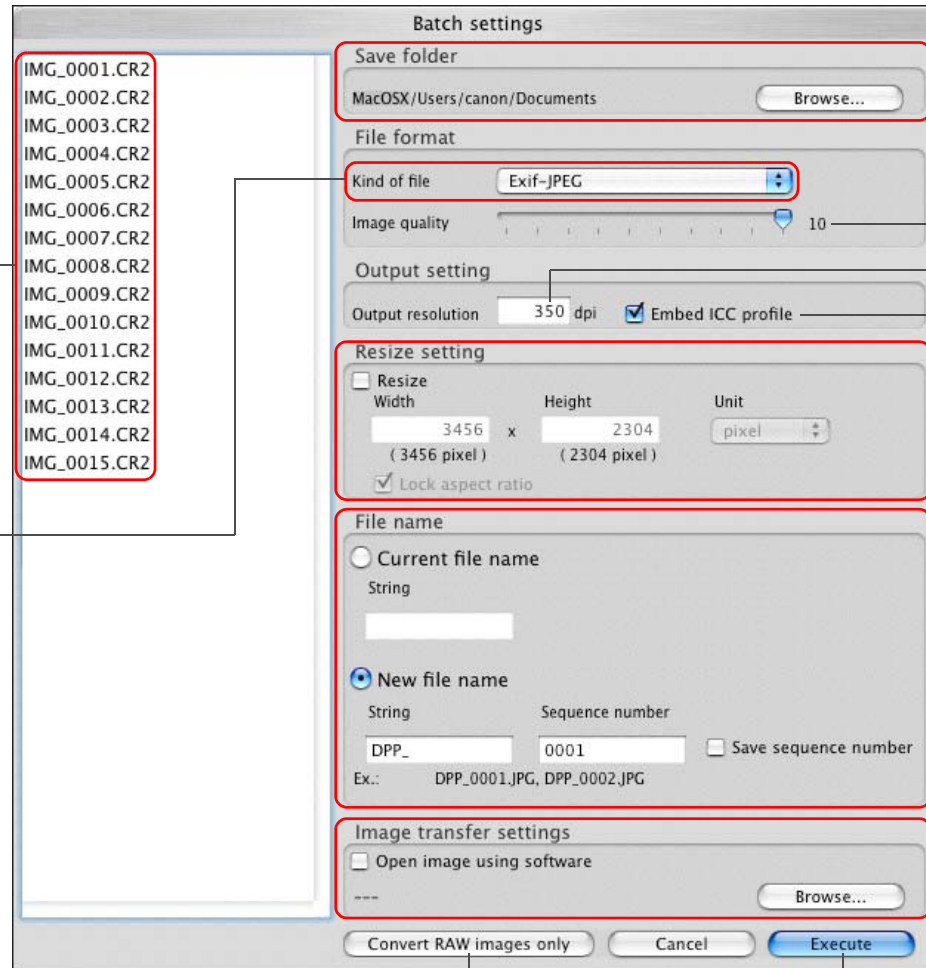 Batch settings
IMG_0001.CR2
IMG_0002.CR2
IMG_0003.CR2
IMG_0004.CR2
IMG_0005.CR2
IMG_0006.CR2
IMG_0007.CR2
IMG_0008.CR2
IMG_0009.CR2
IMG_0010.CR2
IMG_0011.CR2
IMG_0012.CR2
IMG_0013.CR2
IMG_0014.CR2
IMG_0015.CR2
Save folder
MacOSX/Users/canon/Documents Browse...
File format
Kind of file Exif-JPEG
Image quality 10
Output setting
Output resolution 350 dpi Embed ICC profile
Resize setting
Resize
Width Height Unit
3456 x 2304 pixel
( 3456 pixel ) ( 2304 pixel )
Lock aspect ratio
File name
Current file name
String
New file name
String Sequence number
DPP_ 0001 Save sequence number
Ex.: DPP_0001.JPG, DPP_0002.JPG
Image transfer settings
Open image using software
--- Browse...
Convert RAW images only Cancel Execute